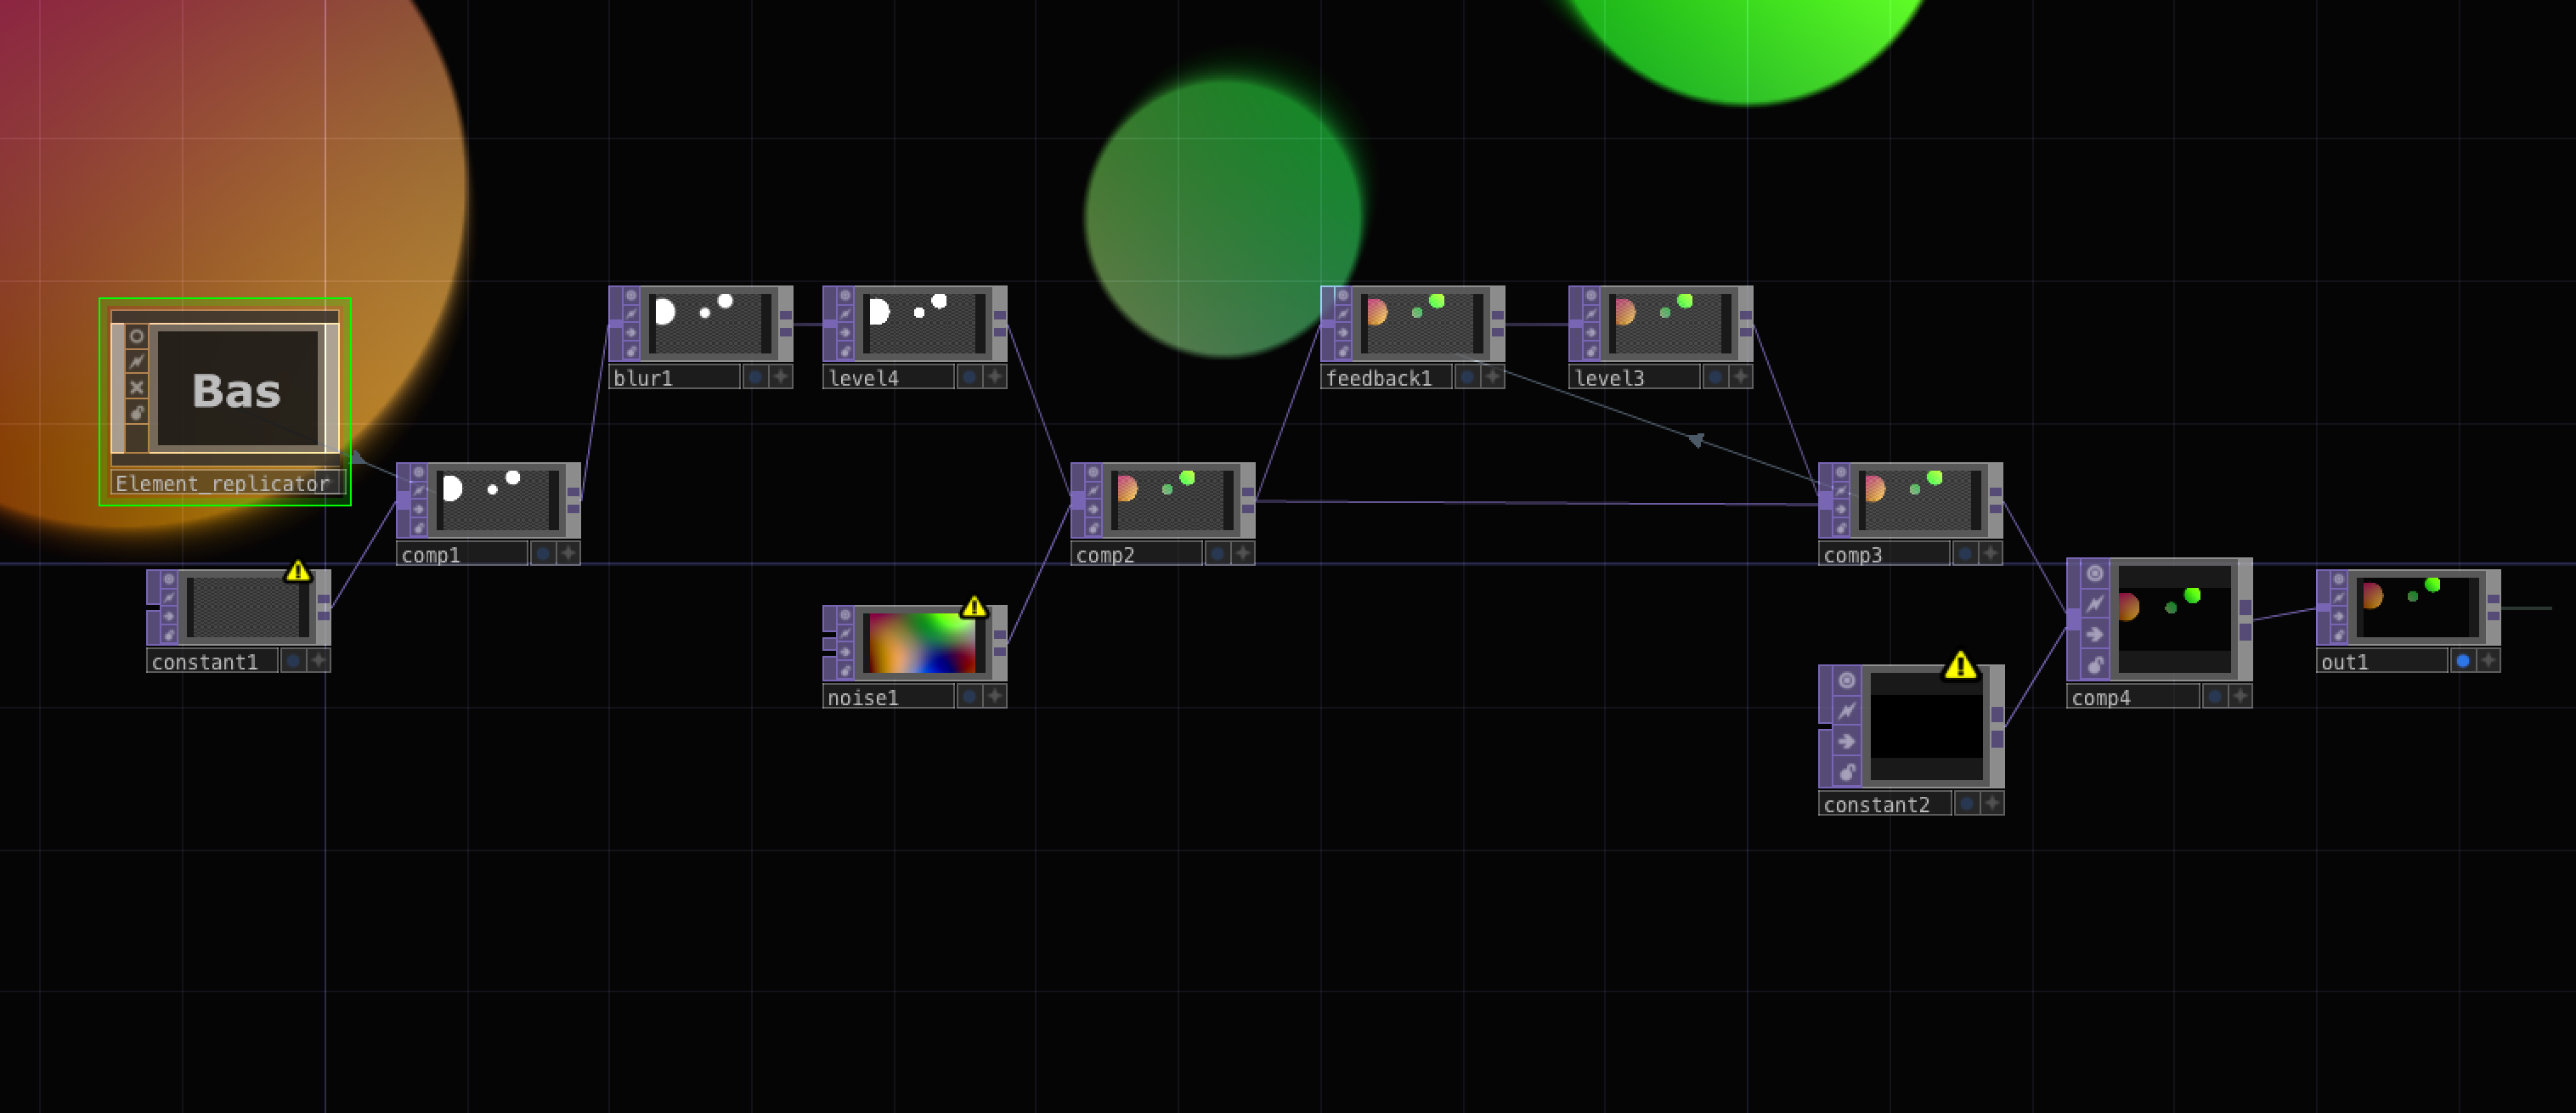 blur1
level4
feedback1
level3
Bas
Element_replicator
comp1
comp2
comp3
constant1
noise1
comp4
out1
constant2